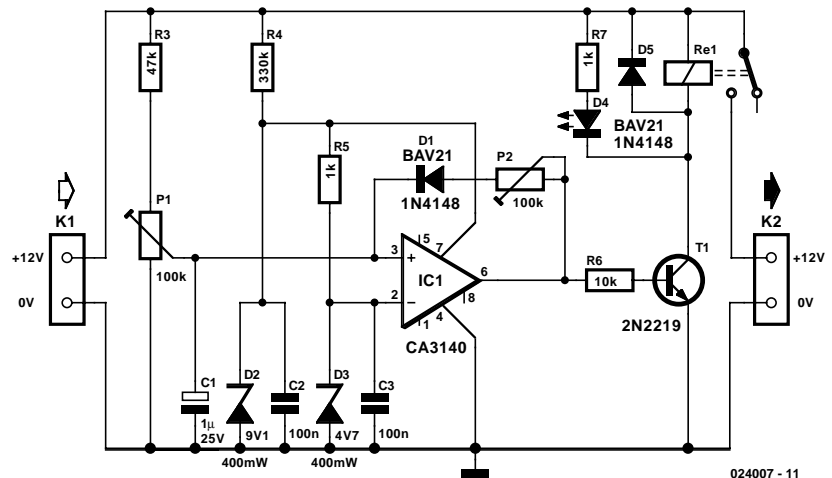 R3
47k
R4
330k
R7
1k
D5
Re1
D4
BAV21
1N4148
R5
1k
D1
BAV21
1N4148
P2
100k
K1
+12V
0V
P1
100k
3
+
5
7
IC1
6
2
−
1
4
8
CA3140
R6
10k
T1
2N2219
K2
+12V
0V
C1
1µ
25V
D2
9V1
400mW
C2
100n
D3
4V7
400mW
C3
100n
024007 - 11